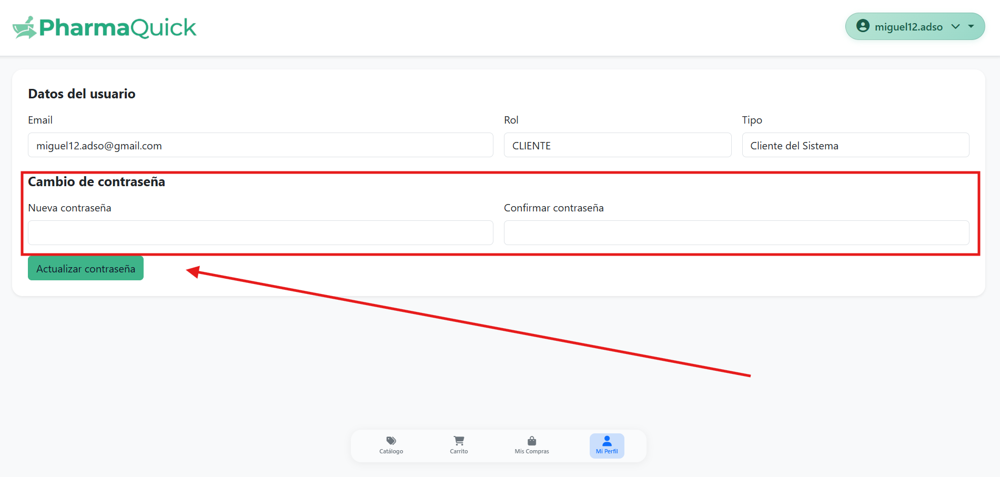 PharmaQuick
miguel12.adso
Datos del usuario
Email Rol Tipo
miguel12.adso@gmail.com CLIENTE Cliente del Sistema
Cambio de contraseña
Nueva contraseña Confirmar contraseña
Actualizar contraseña
Catálogo Carrito Mis Compras Mi Perfil